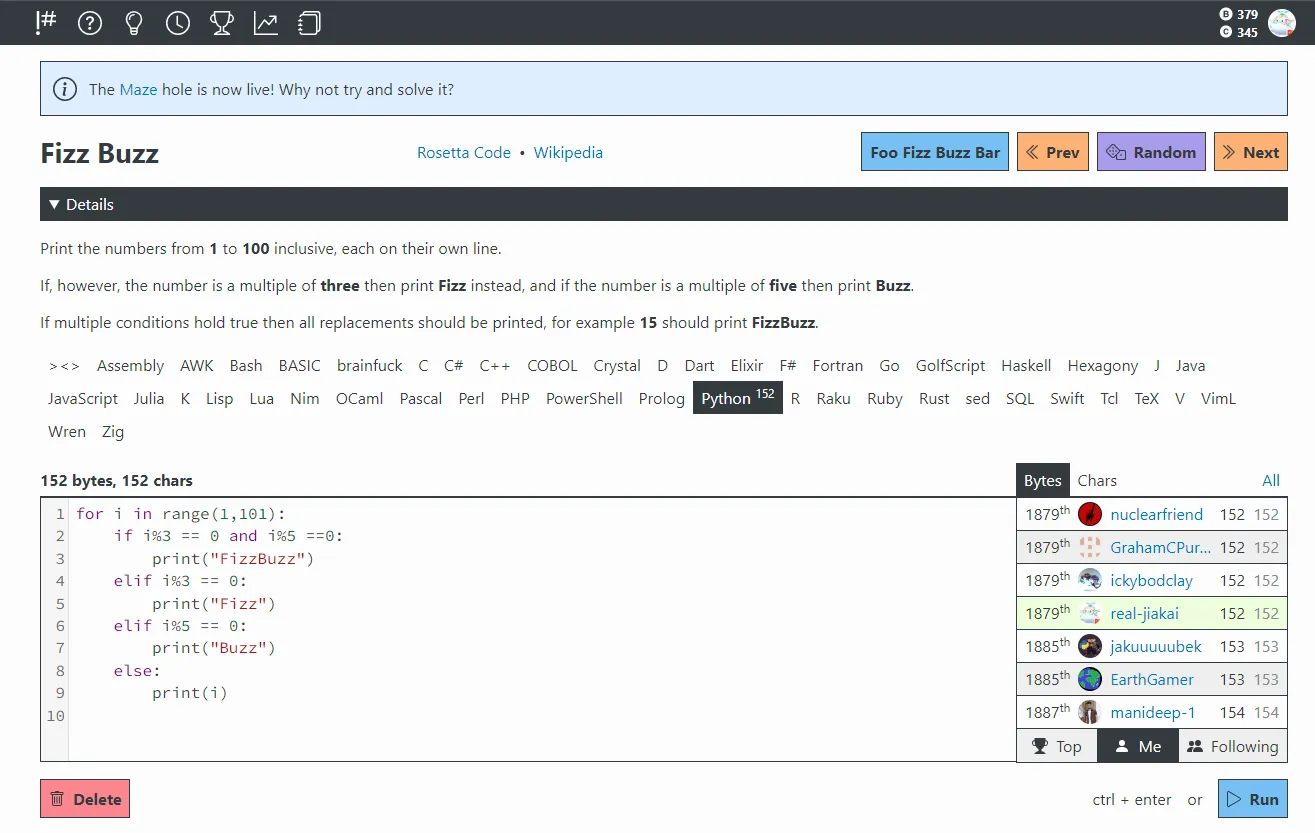 !#
B 379
C 345
The Maze hole is now live! Why not try and solve it?
Fizz Buzz
Rosetta Code • Wikipedia
Foo Fizz Buzz Bar
Prev
Random
Next
▼ Details
Print the numbers from 1 to 100 inclusive, each on their own line.
If, however, the number is a multiple of three then print Fizz instead, and if the number is a multiple of five then print Buzz.
If multiple conditions hold true then all replacements should be printed, for example 15 should print FizzBuzz.
><> Assembly AWK Bash BASIC brainfuck C C# C++ COBOL Crystal D Dart Elixir F# Fortran Go GolfScript Haskell Hexagony J Java
JavaScript Julia K Lisp Lua Nim OCaml Pascal Perl PHP PowerShell Prolog Python 152 R Raku Ruby Rust sed SQL Swift Tcl TeX V VimL
Wren Zig
152 bytes, 152 chars
1 for i in range(1,101):
2     if i%3 == 0 and i%5 ==0:
3         print("FizzBuzz")
4     elif i%3 == 0:
5         print("Fizz")
6     elif i%5 == 0:
7         print("Buzz")
8     else:
9         print(i)
10
Bytes Chars All
1879th nuclearfriend 152 152
1879th GrahamCPur... 152 152
1879th ickybodclay 152 152
1879th real-jiakai 152 152
1885th jakuuuuubek 153 153
1885th EarthGamer 153 153
1887th manideep-1 154 154
Top Me Following
Delete
ctrl + enter or Run